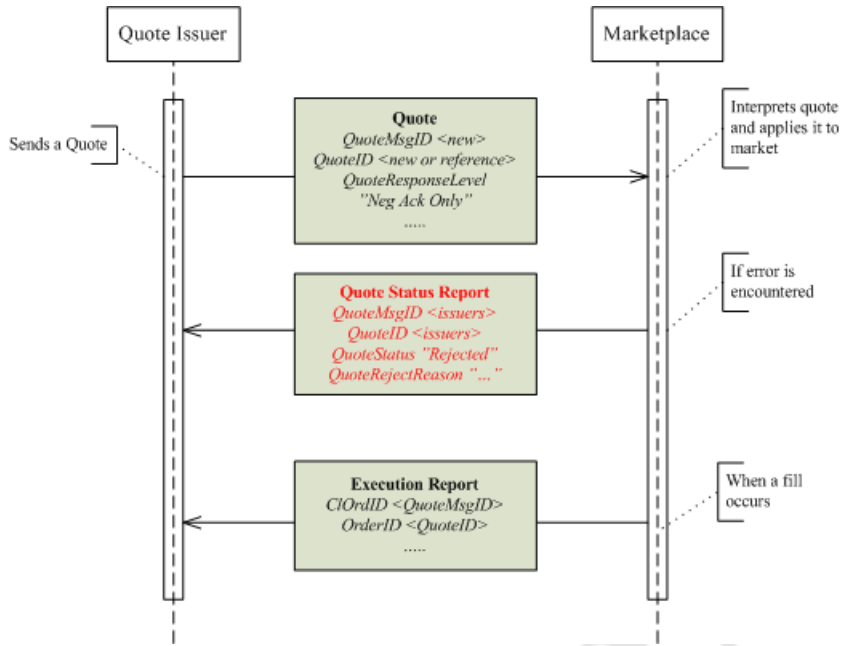 Quote Issuer
Marketplace
Sends a Quote
Quote
QuoteMsgID <new>
QuoteID <new or reference>
QuoteResponseLevel
”Neg Ack Only”
.....
Interprets quote
and applies it to
market
Quote Status Report
QuoteMsgID <issuers>
QuoteID <issuers>
QuoteStatus ”Rejected”
QuoteRejectReason ”...”
If error is
encountered
Execution Report
ClOrdID <QuoteMsgID>
OrderID <QuoteID>
.....
When a fill
occurs